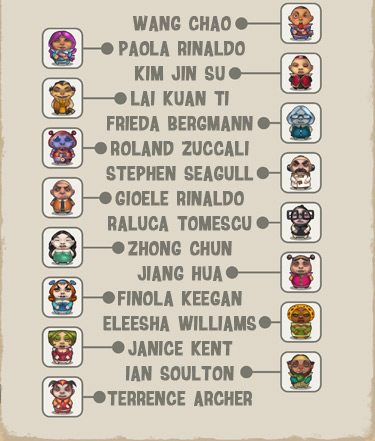 WANG CHAO
PAOLA RINALDO
KIM JIN SU
LAI KUAN TI
FRIEDA BERGMANN
ROLAND ZUCCALI
STEPHEN SEAGULL
GIOELE RINALDO
RALUCA TOMESCU
ZHONG CHUN
JIANG HUA
FINOLA KEEGAN
ELEESHA WILLIAMS
JANICE KENT
IAN SOULTON
TERRENCE ARCHER